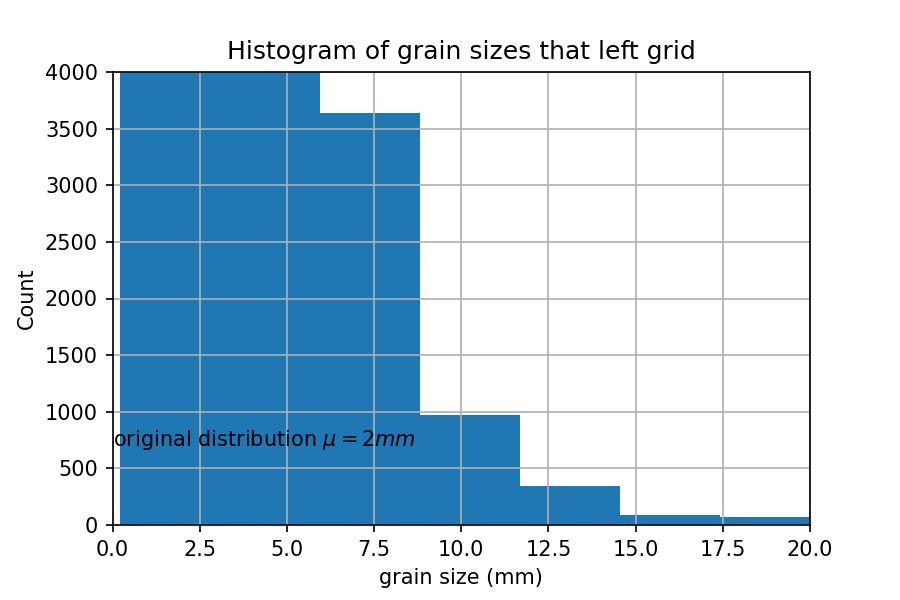 Histogram of grain sizes that left grid
4000
3500
3000
2500
2000
1500
1000
500
0
Count
original distribution μ = 2mm
0.0 2.5 5.0 7.5 10.0 12.5 15.0 17.5 20.0
grain size (mm)